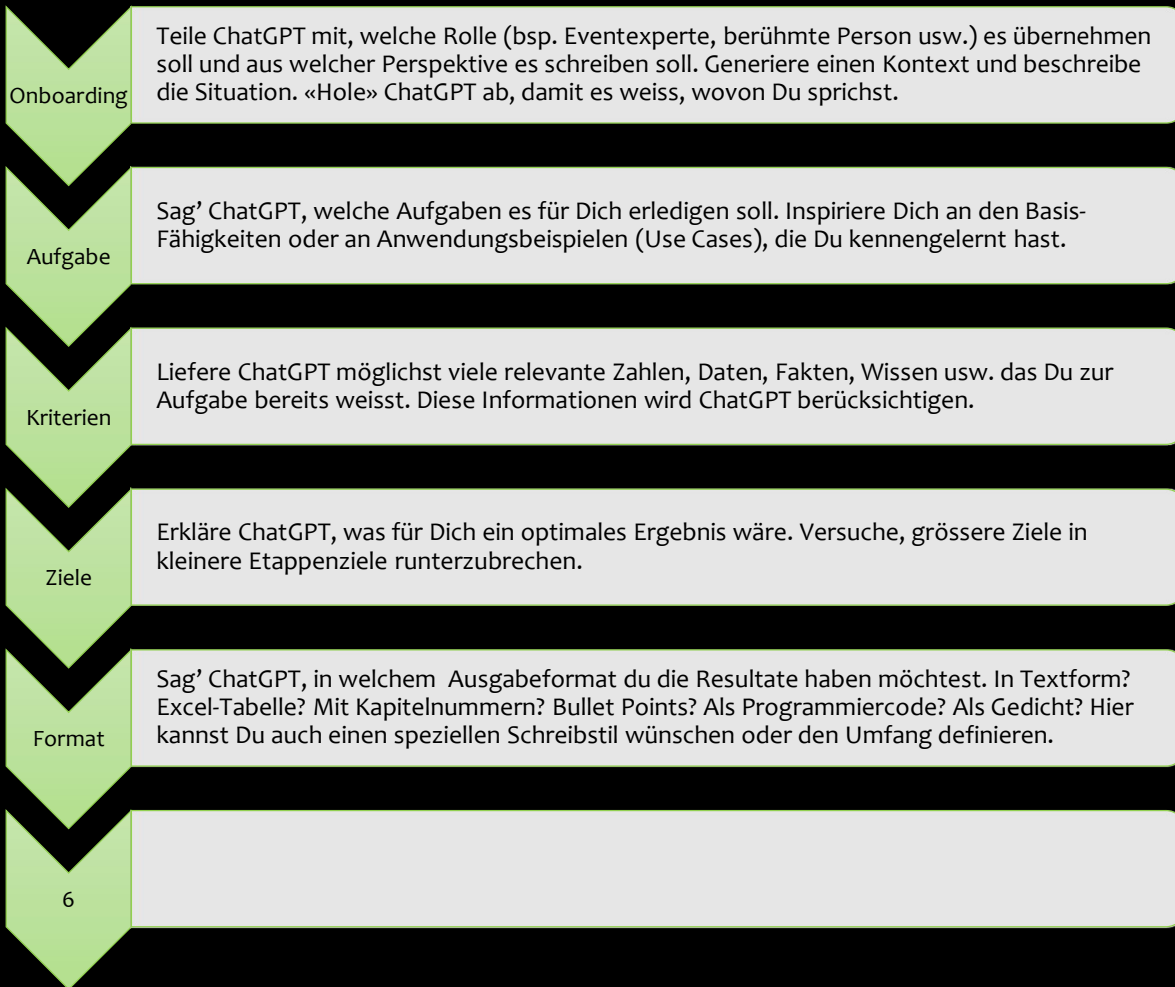 Onboarding
Teile ChatGPT mit, welche Rolle (bsp. Eventexperte, berühmte Person usw.) es übernehmen
soll und aus welcher Perspektive es schreiben soll. Generiere einen Kontext und beschreibe
die Situation. «Hole» ChatGPT ab, damit es weiss, wovon Du sprichst.
Aufgabe
Sag’ ChatGPT, welche Aufgaben es für Dich erledigen soll. Inspiriere Dich an den Basis-
Fähigkeiten oder an Anwendungsbeispielen (Use Cases), die Du kennengelernt hast.
Kriterien
Liefere ChatGPT möglichst viele relevante Zahlen, Daten, Fakten, Wissen usw. das Du zur
Aufgabe bereits weisst. Diese Informationen wird ChatGPT berücksichtigen.
Ziele
Erkläre ChatGPT, was für Dich ein optimales Ergebnis wäre. Versuche, grössere Ziele in
kleinere Etappenziele runterzubrechen.
Format
Sag’ ChatGPT, in welchem Ausgabeformat du die Resultate haben möchtest. In Textform?
Excel-Tabelle? Mit Kapitelnummern? Bullet Points? Als Programmiercode? Als Gedicht? Hier
kannst Du auch einen speziellen Schreibstil wünschen oder den Umfang definieren.
6